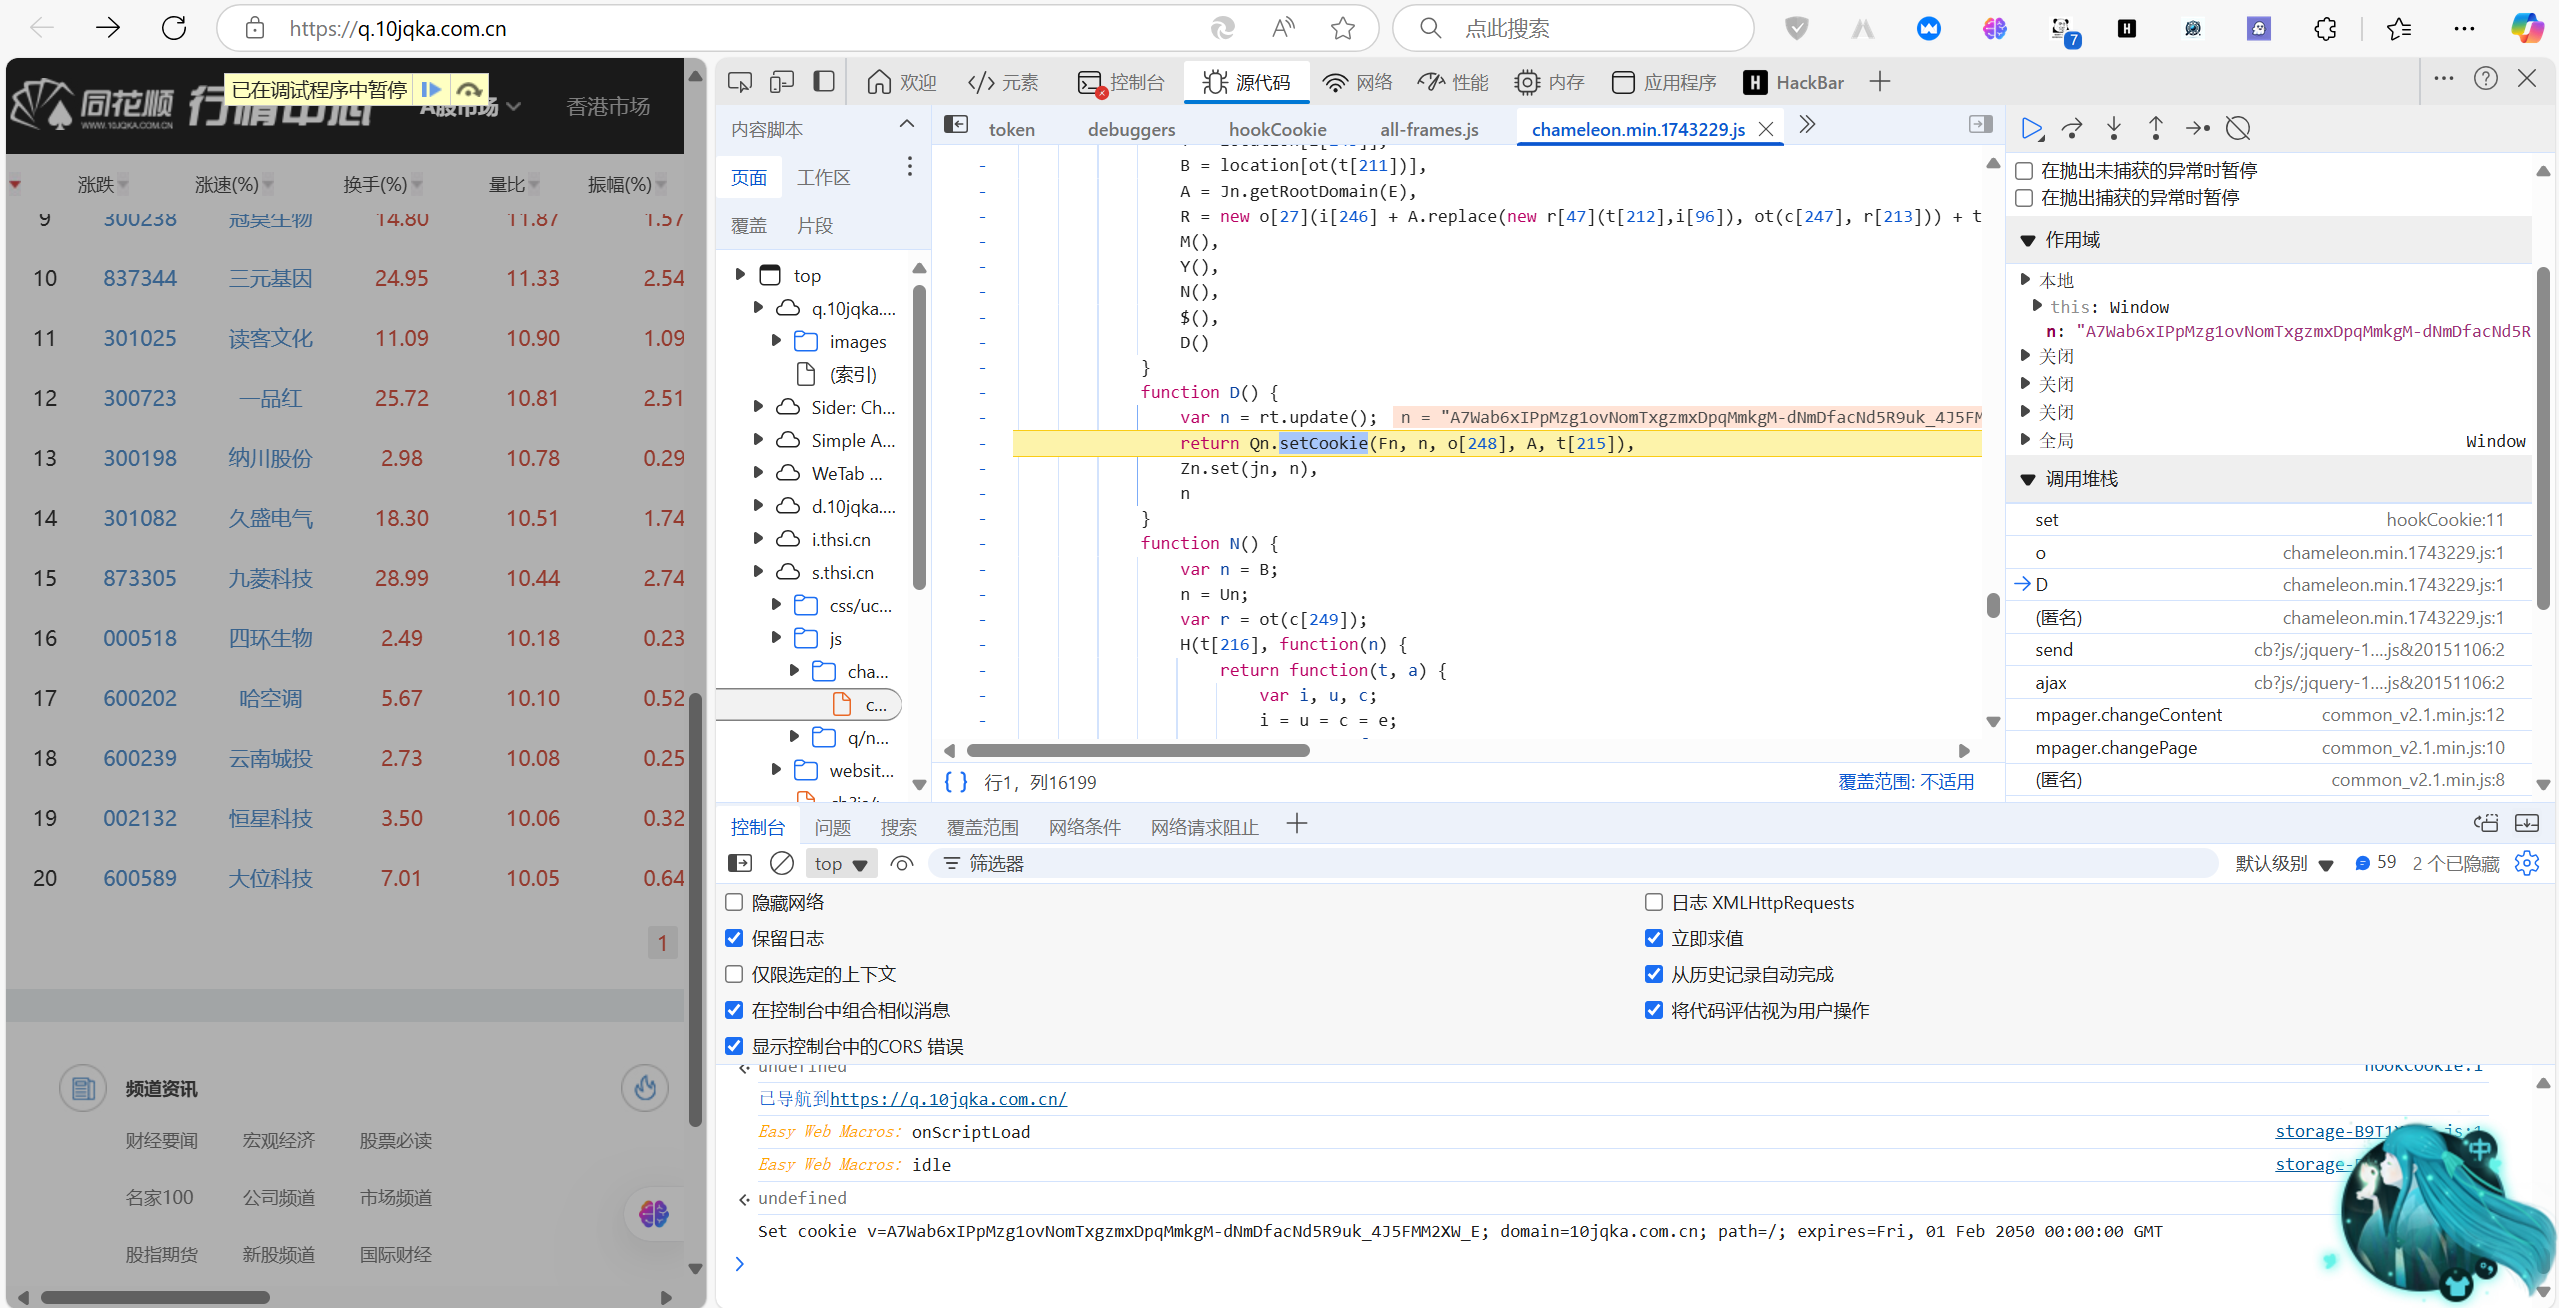 https://q.10jqka.com.cn
点此搜索
7
同花顺
WWW.10JQKA.COM.CN
行情中心
已在调试程序中暂停
A股市场
香港市场
涨跌 涨速(%) 换手(%) 量比 振幅(%)
9 300238 冠昊生物 14.80 11.87 1.57
10 837344 三元基因 24.95 11.33 2.54
11 301025 读客文化 11.09 10.90 1.09
12 300723 一品红 25.72 10.81 2.51
13 300198 纳川股份 2.98 10.78 0.29
14 301082 久盛电气 18.30 10.51 1.74
15 873305 九菱科技 28.99 10.44 2.74
16 000518 四环生物 2.49 10.18 0.23
17 600202 哈空调 5.67 10.10 0.52
18 600239 云南城投 2.73 10.08 0.25
19 002132 恒星科技 3.50 10.06 0.32
20 600589 大位科技 7.01 10.05 0.64
1
频道资讯
财经要闻 宏观经济 股票必读
名家100 公司频道 市场频道
股指期货 新股频道 国际财经
欢迎 元素 控制台 源代码 网络 性能 内存 应用程序 HackBar
内容脚本
页面 工作区
覆盖 片段
top
q.10jqka....
images
(索引)
Sider: Ch...
Simple A...
WeTab ...
d.10jqka....
i.thsi.cn
s.thsi.cn
css/uc...
js
cha...
c...
q/n...
websit...
token debuggers hookCookie all-frames.js chameleon.min.1743229.js
B = location[ot(t[211])],
A = Jn.getRootDomain(E),
R = new o[27](i[246] + A.replace(new r[47](t[212],i[96]), ot(c[247], r[213])) + t
M(),
Y(),
N(),
$(),
D()
}
function D() {
var n = rt.update(); n = "A7Wab6xIPpMzg1ovNomTxgzmxDpqMmkgM-dNmDfacNd5R9uk_4J5FM
return Qn.setCookie(Fn, n, o[248], A, t[215]),
Zn.set(jn, n),
n
}
function N() {
var n = B;
n = Un;
var r = ot(c[249]);
H(t[216], function(n) {
return function(t, a) {
var i, u, c;
i = u = c = e;
{ } 行1，列16199 覆盖范围: 不适用
在抛出未捕获的异常时暂停
在抛出捕获的异常时暂停
作用域
本地
this: Window
n: "A7Wab6xIPpMzg1ovNomTxgzmxDpqMmkgM-dNmDfacNd5R
关闭
关闭
关闭
全局 Window
调用堆栈
set hookCookie:11
o chameleon.min.1743229.js:1
D chameleon.min.1743229.js:1
(匿名) chameleon.min.1743229.js:1
send cb?js/;jquery-1....js&20151106:2
ajax cb?js/;jquery-1....js&20151106:2
mpager.changeContent common_v2.1.min.js:12
mpager.changePage common_v2.1.min.js:10
(匿名) common_v2.1.min.js:8
控制台 问题 搜索 覆盖范围 网络条件 网络请求阻止
top 筛选器 默认级别 59 2 个已隐藏
隐藏网络 日志 XMLHttpRequests
保留日志 立即求值
仅限选定的上下文 从历史记录自动完成
在控制台中组合相似消息 将代码评估视为用户操作
显示控制台中的CORS 错误
undefined hookCookie:1
已导航到https://q.10jqka.com.cn/
Easy Web Macros: onScriptLoad
Easy Web Macros: idle
undefined
Set cookie v=A7Wab6xIPpMzg1ovNomTxgzmxDpqMmkgM-dNmDfacNd5R9uk_4J5FMM2XW_E; domain=10jqka.com.cn; path=/; expires=Fri, 01 Feb 2050 00:00:00 GMT
中